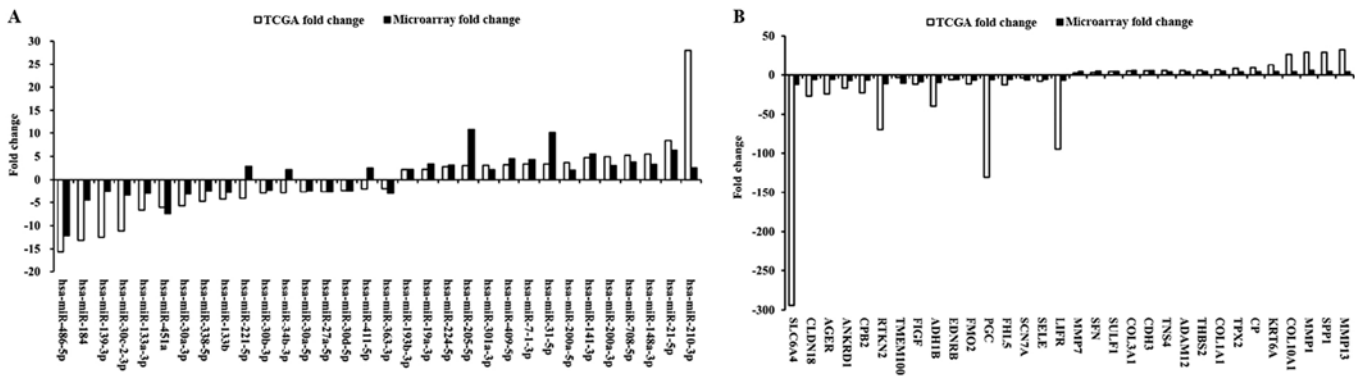 A
TCGA fold change
Microarray fold change
Fold change
30
25
20
15
10
5
0
-5
-10
-15
-20
hsa-miR-486-5p
hsa-miR-184
hsa-miR-139-3p
hsa-miR-30c-2-3p
hsa-miR-133a-3p
hsa-miR-451a
hsa-miR-30a-3p
hsa-miR-338-5p
hsa-miR-133b
hsa-miR-221-5p
hsa-miR-30b-3p
hsa-miR-34b-3p
hsa-miR-30a-5p
hsa-miR-27a-5p
hsa-miR-30d-5p
hsa-miR-411-5p
hsa-miR-363-3p
hsa-miR-193b-3p
hsa-miR-19a-3p
hsa-miR-224-5p
hsa-miR-205-5p
hsa-miR-301a-3p
hsa-miR-409-5p
hsa-miR-7-1-3p
hsa-miR-31-5p
hsa-miR-200a-5p
hsa-miR-141-3p
hsa-miR-200a-3p
hsa-miR-708-5p
hsa-miR-148a-3p
hsa-miR-21-5p
hsa-miR-210-3p
B
TCGA fold change
Microarray fold change
Fold change
50
0
-50
-100
-150
-200
-250
-300
SLC6A4
CLDN18
AGER
ANKRD1
CPB2
RTKN2
TMEM100
FIGF
ADH1B
EDNRB
FMO2
PGC
FHL5
SCN7A
SELE
LIFR
MMP7
SFN
SULF1
COL3A1
CDH3
TNS4
ADAM12
THBS2
COL1A1
TPX2
CP
KRT6A
COL10A1
MMP1
SPP1
MMP13